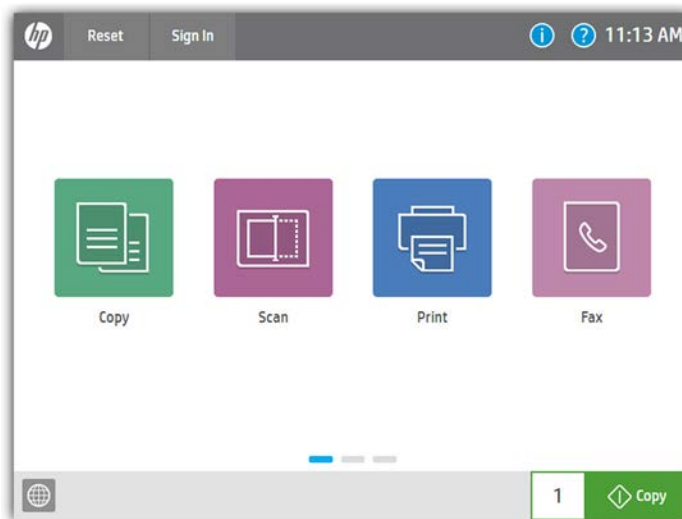 hp
Reset
Sign In
i
?
11:13 AM
Copy
Scan
Print
Fax
1
Copy